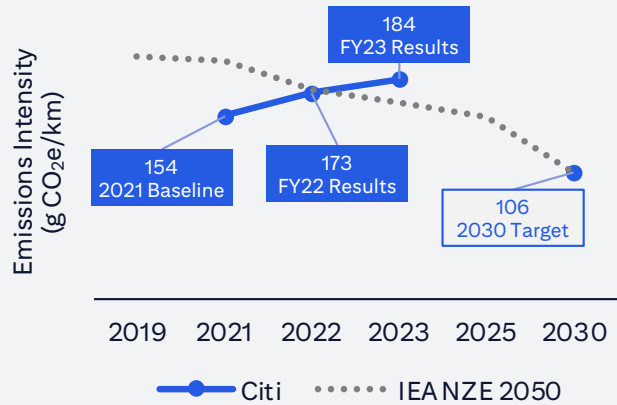 Emissions Intensity
(g CO₂e/km)
184
FY23 Results
154
2021 Baseline
173
FY22 Results
106
2030 Target
2019 2021 2022 2023 2025 2030
Citi IEA NZE 2050